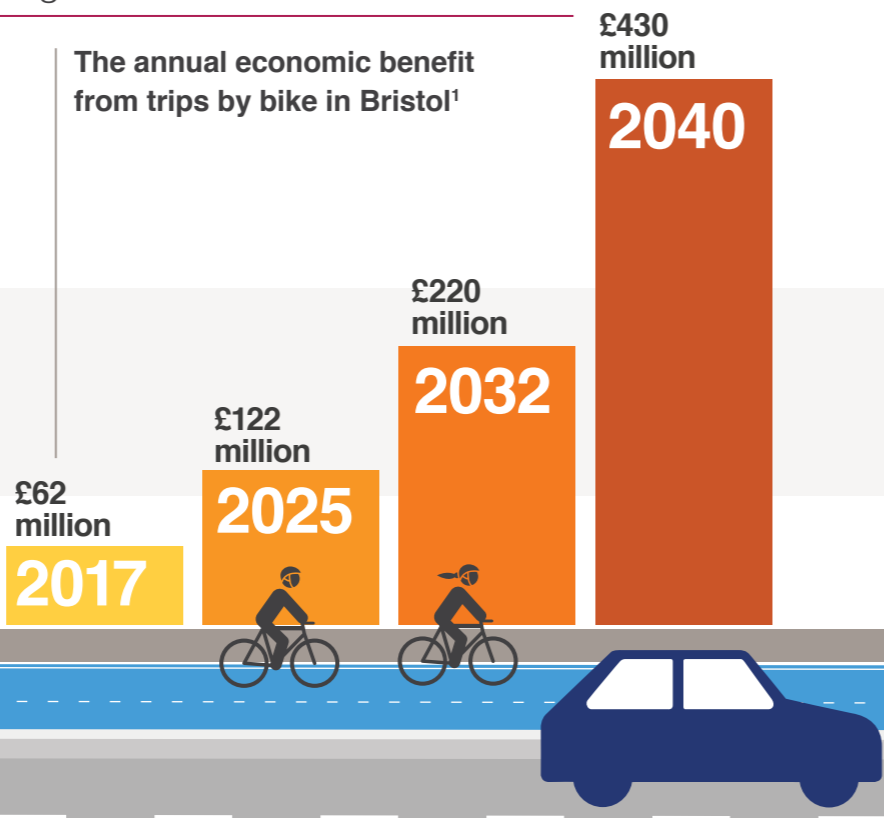 The annual economic benefit
from trips by bike in Bristol¹
£62
million
2017
£122
million
2025
£220
million
2032
£430
million
2040